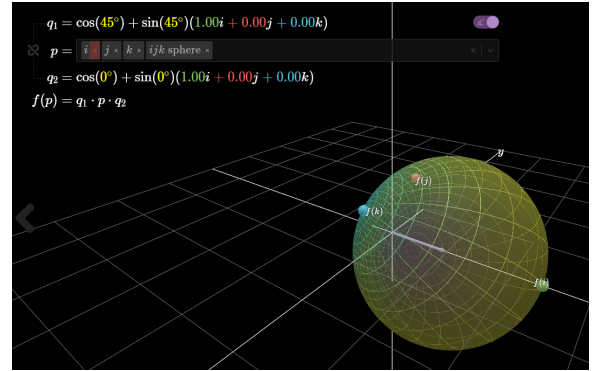 q₁ = cos(45°) + sin(45°)(1.00i + 0.00j + 0.00k)
p = i × j × k × ijk sphere ×
q₂ = cos(0°) + sin(0°)(1.00i + 0.00j + 0.00k)
f(p) = q₁ · p · q₂
y
f(j)
f(k)
f(i)